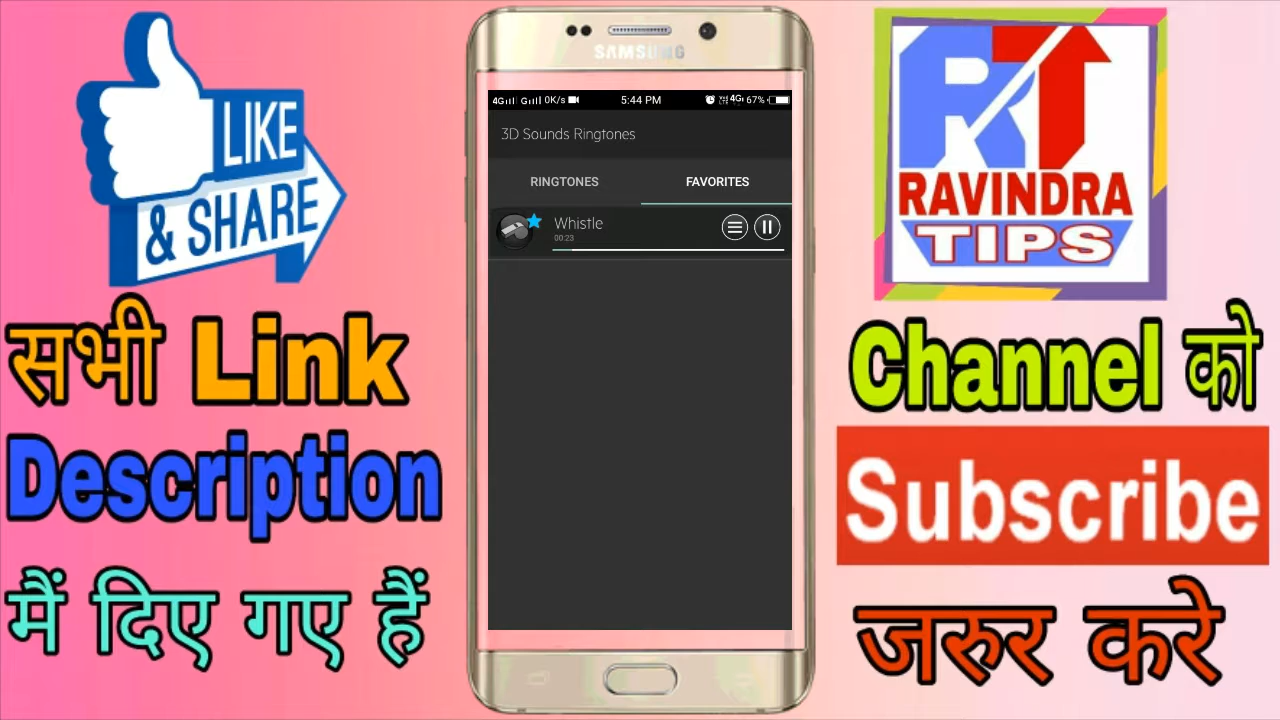 LIKE
& SHARE
सभी Link
Description
में दिए गए हैं
SAMSUNG
4G G 0K/s 5:44 PM 4G 67%
3D Sounds Ringtones
RINGTONES FAVORITES
Whistle
00:23
RT
RAVINDRA
TIPS
Channel को
Subscribe
जरुर करे